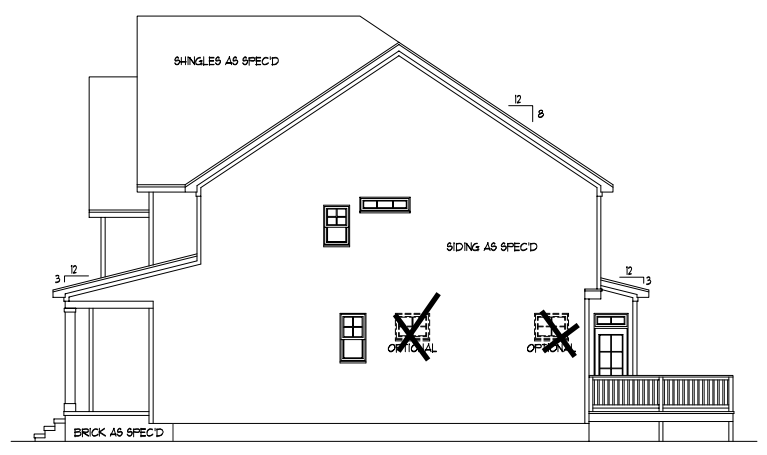 SHINGLES AS SPEC'D
12
8
SIDING AS SPEC'D
12
3
12
3
OPTIONAL
OPTIONAL
BRICK AS SPEC'D